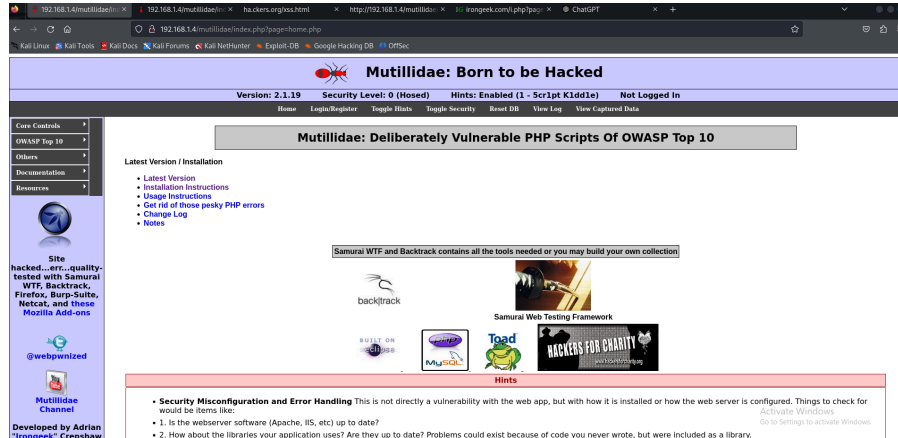 192.168.1.4/mutillidae/in
192.168.1.4/mutillidae/in
ha.ckers.org/xss.html
http://192.168.1.4/mutillidae
irongeek.com/i.php?page
ChatGPT
192.168.1.4/mutillidae/index.php?page=home.php
Kali Linux Kali Tools Kali Docs Kali Forums Kali NetHunter Exploit-DB Google Hacking DB OffSec
Mutillidae: Born to be Hacked
Version: 2.1.19 Security Level: 0 (Hosed) Hints: Enabled (1 - Scr1pt K1dd1e) Not Logged In
Home Login/Register Toggle Hints Toggle Security Reset DB View Log View Captured Data
Core Controls
OWASP Top 10
Others
Documentation
Resources
Site
hacked...err...quality-
tested with Samurai
WTF, Backtrack,
Firefox, Burp-Suite,
Netcat, and these
Mozilla Add-ons
@webpwnized
Mutillidae
Channel
Developed by Adrian
"Irongeek" Crenshaw
Mutillidae: Deliberately Vulnerable PHP Scripts Of OWASP Top 10
Latest Version / Installation
• Latest Version
• Installation Instructions
• Usage Instructions
• Get rid of those pesky PHP errors
• Change Log
• Notes
Samurai WTF and Backtrack contains all the tools needed or you may build your own collection
back|track
Samurai Web Testing Framework
BUILT ON
eclipse
php
MySQL
Toad
HACKERS FOR CHARITY
Hints
• Security Misconfiguration and Error Handling This is not directly a vulnerability with the web app, but with how it is installed or how the web server is configured. Things to check for
would be items like:
• 1. Is the webserver software (Apache, IIS, etc) up to date?
• 2. How about the libraries your application uses? Are they up to date? Problems could exist because of code you never wrote, but were included as a library.
Activate Windows
Go to Settings to activate Windows.